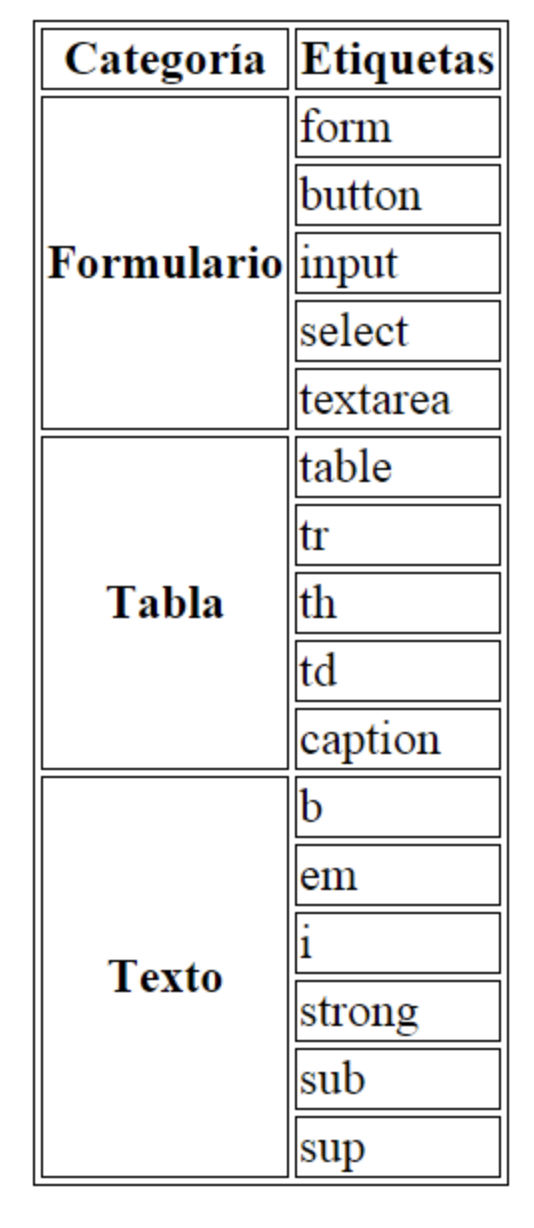 Categoría Etiquetas
Formulario form
button
input
select
textarea
Tabla table
tr
th
td
caption
Texto b
em
i
strong
sub
sup